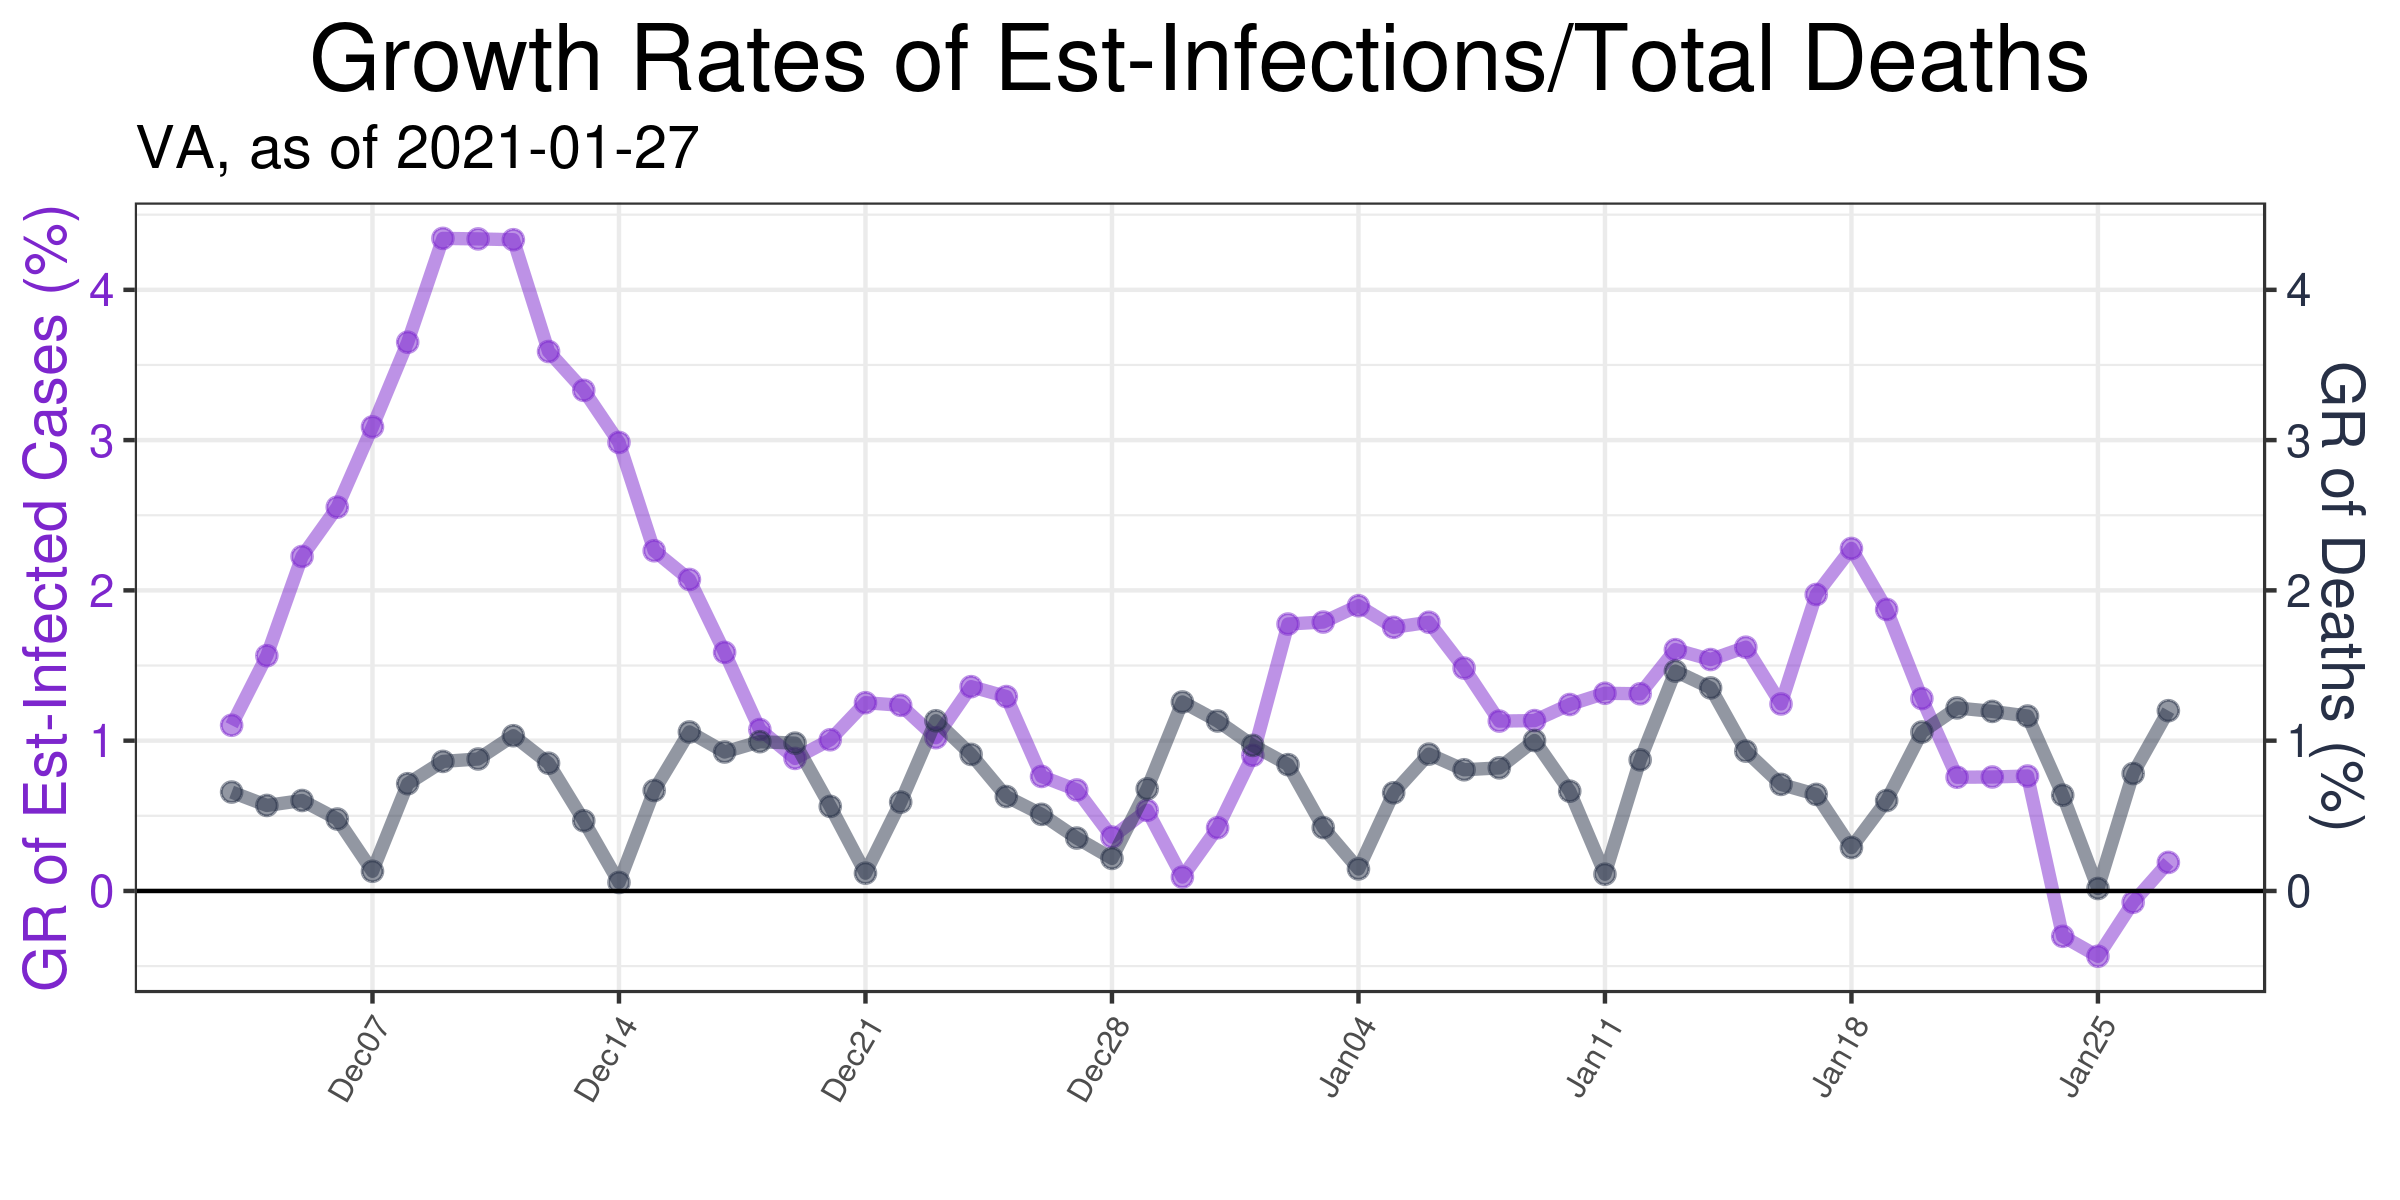 Growth Rates of Est-Infections/Total Deaths
VA, as of 2021-01-27
GR of Est-Infected Cases (%)
4
3
2
1
0
4
3
2
1
0
GR of Deaths (%)
Dec07
Dec14
Dec21
Dec28
Jan04
Jan11
Jan18
Jan25